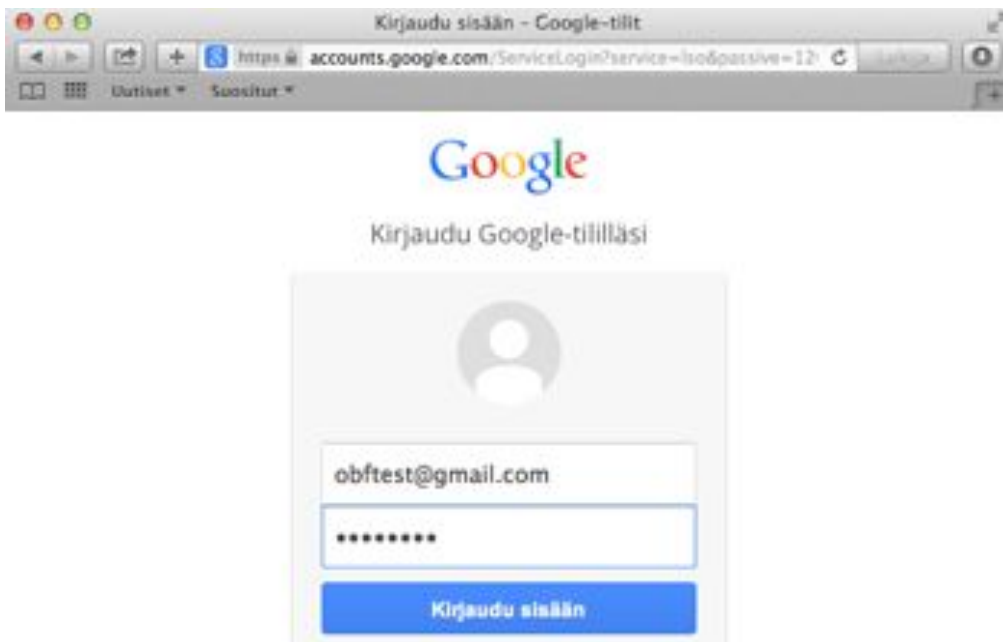 Kirjaudu sisään - Google-tilit
https accounts.google.com/ServiceLogin?service=lso&passive=12
Uutiset Suositut
Google
Kirjaudu Google-tililläsi
obftest@gmail.com
••••••••
Kirjaudu sisään